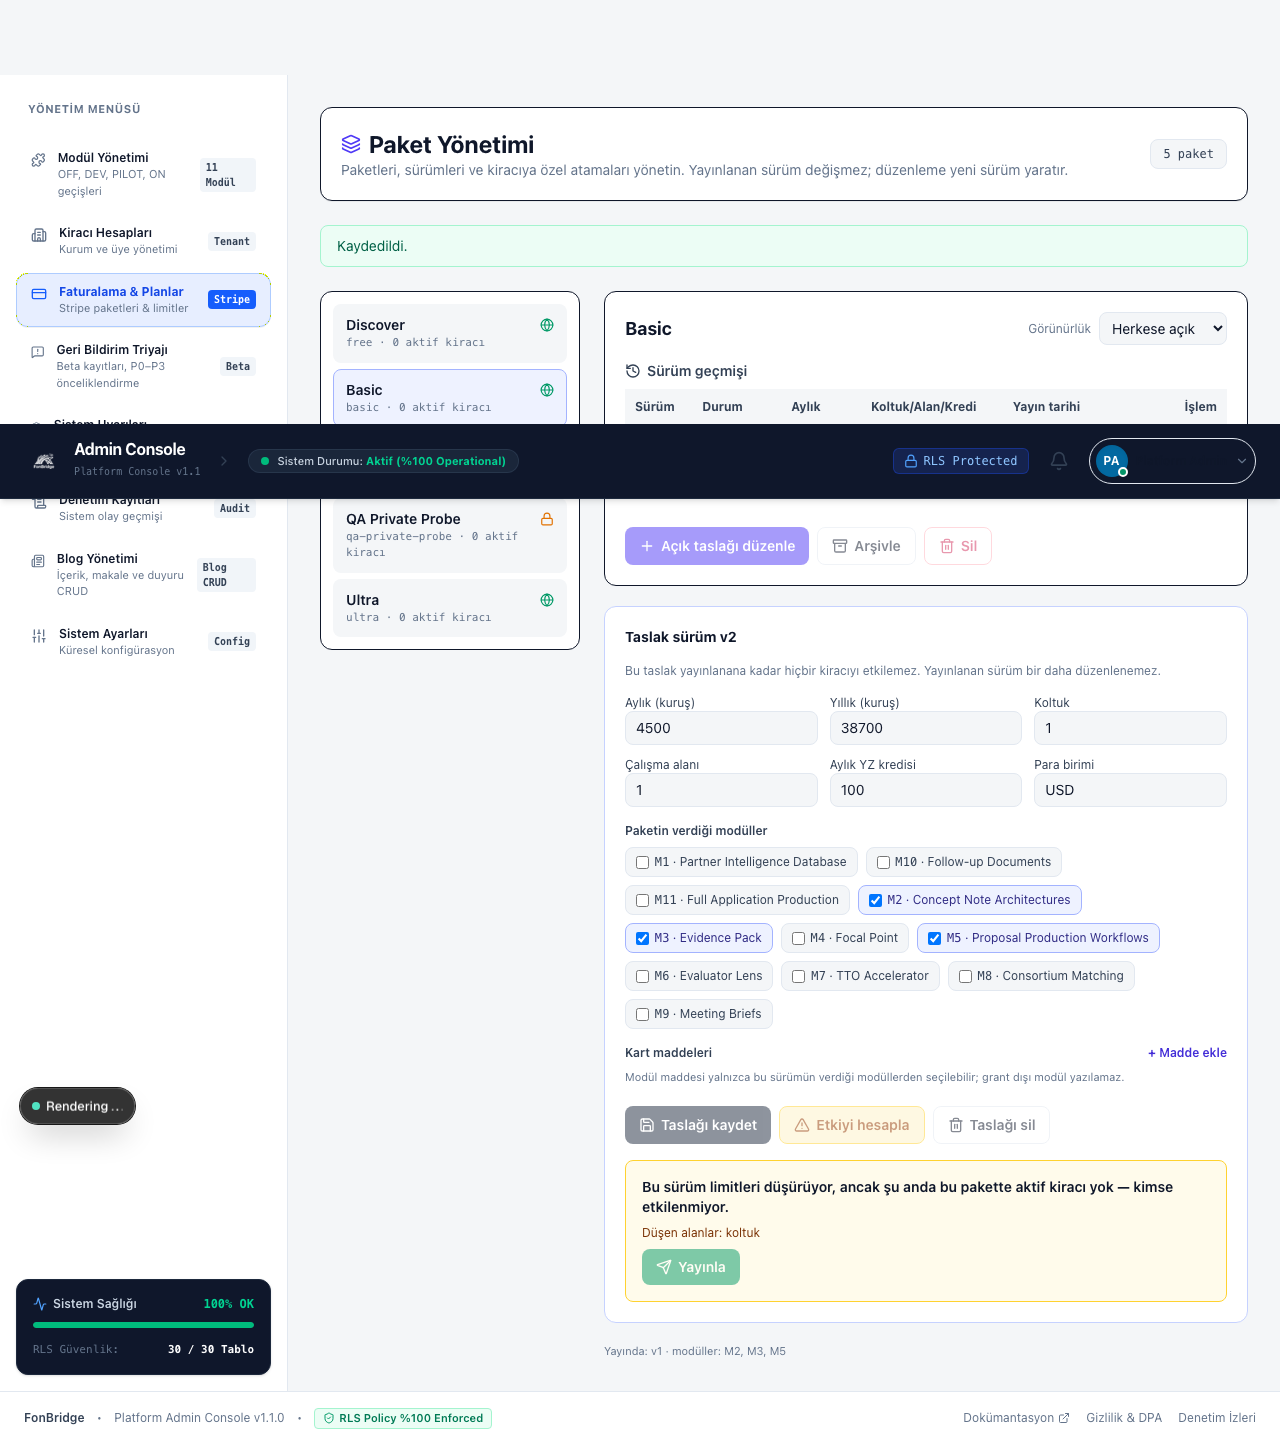 YÖNETİM MENÜSÜ
Modül Yönetimi
OFF, DEV, PILOT, ON
geçişleri
11
Modül
Kiracı Hesapları
Kurum ve üye yönetimi
Tenant
Faturalama & Planlar
Stripe paketleri & limitler
Stripe
Geri Bildirim Triyajı
Beta kayıtları, P0–P3
önceliklendirme
Beta
Paket Yönetimi
Paketleri, sürümleri ve kiracıya özel atamaları yönetin. Yayınlanan sürüm değişmez; düzenleme yeni sürüm yaratır.
5 paket
Kaydedildi.
Discover
free · 0 aktif kiracı
Basic
basic · 0 aktif kiracı
Basic
Görünürlük
Herkese açık
Sürüm geçmişi
Sürüm Durum Aylık Koltuk/Alan/Kredi Yayın tarihi İşlem
FonBridge
Admin Console
Platform Console v1.1
Sistem Durumu: Aktif (%100 Operational)
RLS Protected
PA
Denetim Kayıtları
Sistem olay geçmişi
Audit
Blog Yönetimi
İçerik, makale ve duyuru
CRUD
Blog
CRUD
Sistem Ayarları
Küresel konfigürasyon
Config
QA Private Probe
qa-private-probe · 0 aktif
kiracı
Ultra
ultra · 0 aktif kiracı
Açık taslağı düzenle
Arşivle
Sil
Taslak sürüm v2
Bu taslak yayınlanana kadar hiçbir kiracıyı etkilemez. Yayınlanan sürüm bir daha düzenlenemez.
Aylık (kuruş) Yıllık (kuruş) Koltuk
4500 38700 1
Çalışma alanı Aylık YZ kredisi Para birimi
1 100 USD
Paketin verdiği modüller
M1 · Partner Intelligence Database M10 · Follow-up Documents
M11 · Full Application Production M2 · Concept Note Architectures
M3 · Evidence Pack M4 · Focal Point M5 · Proposal Production Workflows
M6 · Evaluator Lens M7 · TTO Accelerator M8 · Consortium Matching
M9 · Meeting Briefs
Kart maddeleri
+ Madde ekle
Modül maddesi yalnızca bu sürümün verdiği modüllerden seçilebilir; grant dışı modül yazılamaz.
Taslağı kaydet
Etkiyi hesapla
Taslağı sil
Bu sürüm limitleri düşürüyor, ancak şu anda bu pakette aktif kiracı yok — kimse
etkilenmiyor.
Düşen alanlar: koltuk
Yayınla
Yayında: v1 · modüller: M2, M3, M5
Rendering ...
Sistem Sağlığı
100% OK
RLS Güvenlik:
30 / 30 Tablo
FonBridge • Platform Admin Console v1.1.0 • RLS Policy %100 Enforced
Dokümantasyon Gizlilik & DPA Denetim İzleri